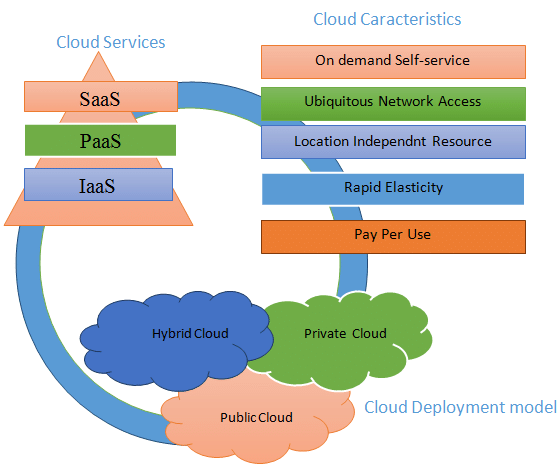 Cloud Caracteristics
Cloud Services
On demand Self-service
SaaS
Ubiquitous Network Access
PaaS
Location Independnt Resource
IaaS
Rapid Elasticity
Pay Per Use
Hybrid Cloud
Private Cloud
Public Cloud
Cloud Deployment model